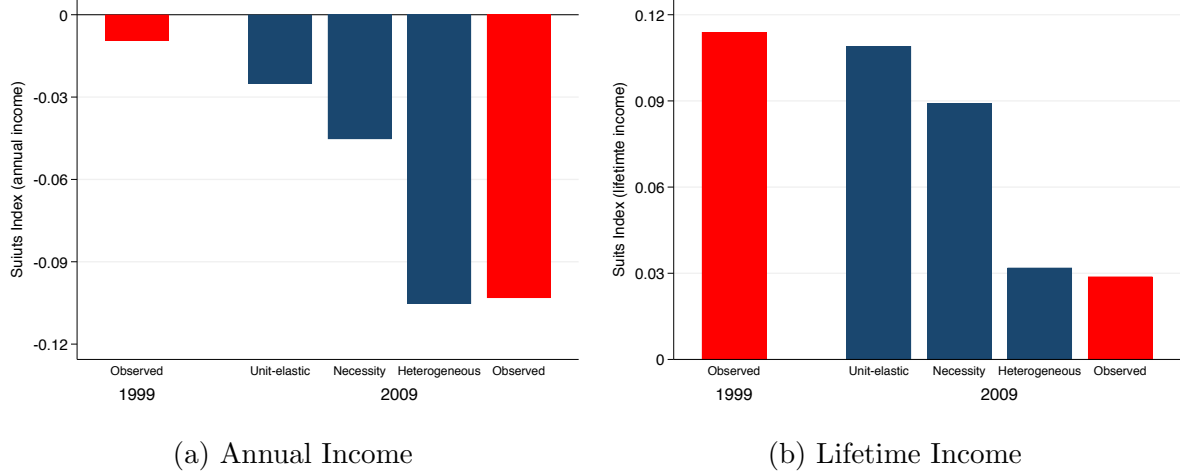 Suiuts Index (annual income)
0
-0.03
-0.06
-0.09
-0.12
Observed Unit-elastic Necessity Heterogeneous Observed
1999 2009
(a) Annual Income
Suits Index (lifetimte income)
0.12
0.09
0.06
0.03
0
Observed Unit-elastic Necessity Heterogeneous Observed
1999 2009
(b) Lifetime Income